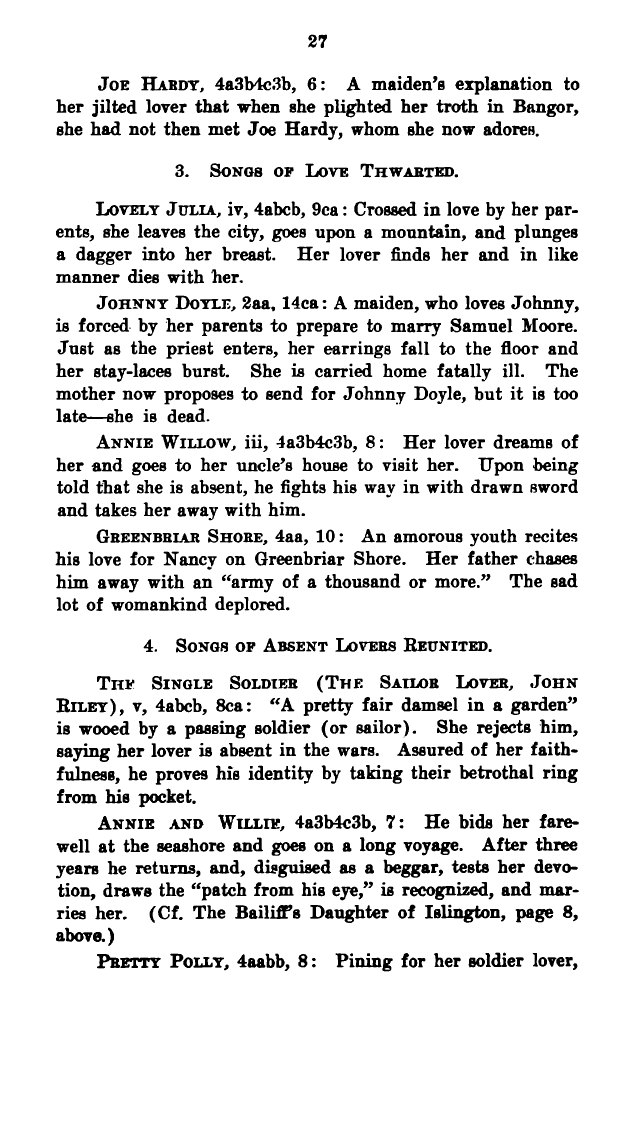 27
JOE HARDY, 4a3b4c3b, 6: A maiden's explanation to
her jilted lover that when she plighted her troth in Bangor,
she had not then met Joe Hardy, whom she now adores.
3. SONGS OF LOVE THWARTED.
LOVELY JULIA, iv, 4abcb, 9ca: Crossed in love by her par-
ents, she leaves the city, goes upon a mountain, and plunges
a dagger into her breast. Her lover finds her and in like
manner dies with her.
JOHNNY DOYLE, 2aa, 14ca: A maiden, who loves Johnny,
is forced by her parents to prepare to marry Samuel Moore.
Just as the priest enters, her earrings fall to the floor and
her stay-laces burst. She is carried home fatally ill. The
mother now proposes to send for Johnny Doyle, but it is too
late—she is dead.
ANNIE WILLOW, iii, 4a3b4c3b, 8: Her lover dreams of
her and goes to her uncle's house to visit her. Upon being
told that she is absent, he fights his way in with drawn sword
and takes her away with him.
GREENBRIAR SHORE, 4aa, 10: An amorous youth recites
his love for Nancy on Greenbriar Shore. Her father chases
him away with an "army of a thousand or more." The sad
lot of womankind deplored.
4. SONGS OF ABSENT LOVERS REUNITED.
THE SINGLE SOLDIER (THE SAILOR LOVER, JOHN
RILEY), v, 4abcb, 8ca: "A pretty fair damsel in a garden"
is wooed by a passing soldier (or sailor). She rejects him,
saying her lover is absent in the wars. Assured of her faith-
fulness, he proves his identity by taking their betrothal ring
from his pocket.
ANNIE AND WILLIE, 4a3b4c3b, 7: He bids her fare-
well at the seashore and goes on a long voyage. After three
years he returns, and, disguised as a beggar, tests her devo-
tion, draws the "patch from his eye," is recognized, and mar-
ries her. (Cf. The Bailiff's Daughter of Islington, page 8,
above.)
PRETTY POLLY, 4aabb, 8: Pining for her soldier lover,